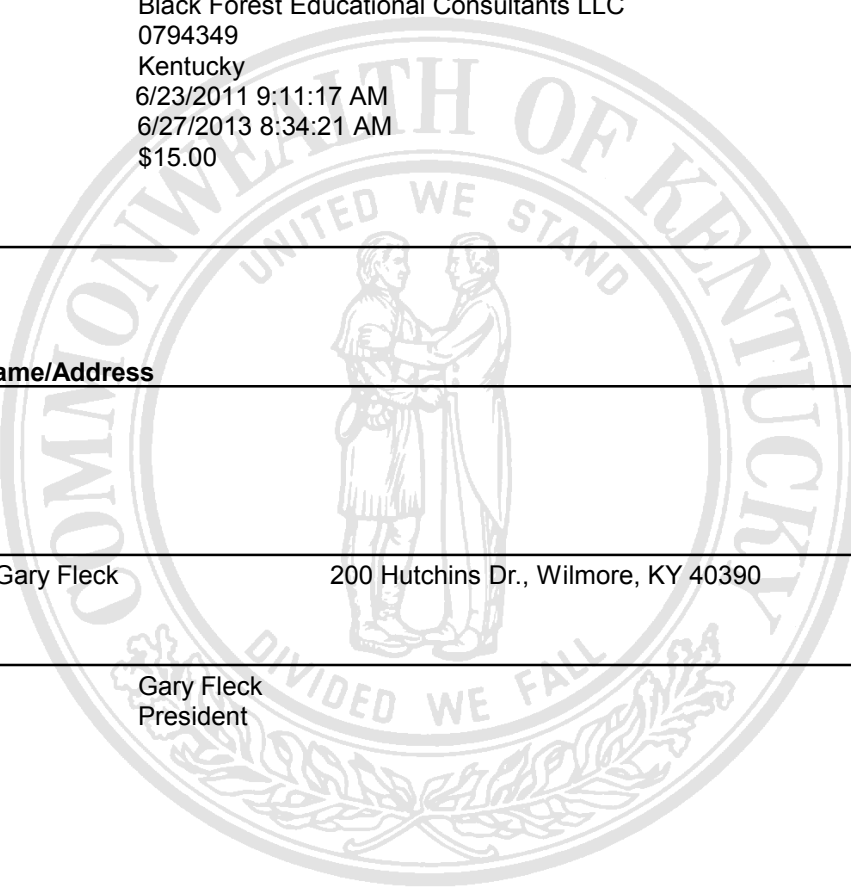 Black Forest Educational Consultants LLC
0794349
Kentucky
6/23/2011 9:11:17 AM
6/27/2013 8:34:21 AM
$15.00
COMMONWEALTH OF KENTUCKY
UNITED WE STAND
ame/Address
Gary Fleck 200 Hutchins Dr., Wilmore, KY 40390
DIVIDED WE FALL
Gary Fleck
President